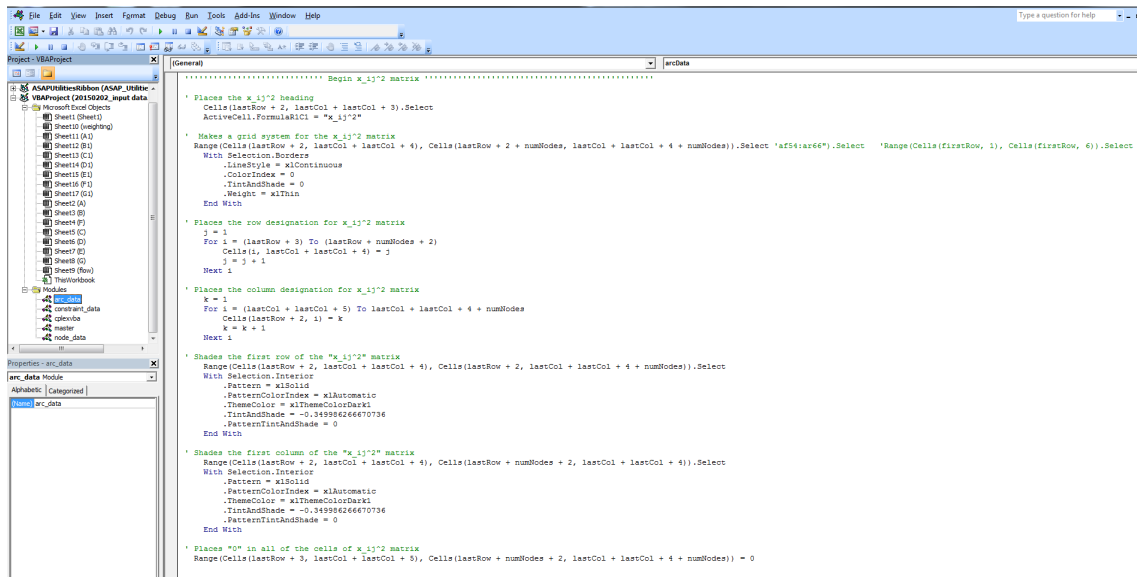 File Edit View Insert Format Debug Run Tools Add-Ins Window Help
Type a question for help
Project - VBAProject
(General)
arcData
ASAPUtilitiesRibbon (ASAP_Utilitie
VBAProject (20150202_input data
Microsoft Excel Objects
Sheet1 (Sheet1)
Sheet10 (weighting)
Sheet11 (A1)
Sheet12 (B1)
Sheet13 (C1)
Sheet14 (D1)
Sheet15 (E1)
Sheet16 (F1)
Sheet17 (G1)
Sheet2 (A)
Sheet3 (B)
Sheet4 (F)
Sheet5 (C)
Sheet6 (D)
Sheet7 (E)
Sheet8 (G)
Sheet9 (flow)
ThisWorkbook
Modules
arc_data
constraint_data
cplexvba
master
node_data
Properties - arc_data
arc_data Module
Alphabetic Categorized
(Name) arc_data
'''''''''''''''''''''''''''' Begin x_ij^2 matrix ''''''''''''''''''''''''''''''''''''''''''''''
' Places the x_ij^2 heading
Cells(lastRow + 2, lastCol + lastCol + 3).Select
ActiveCell.FormulaR1C1 = "x_ij^2"
' Makes a grid system for the x_ij^2 matrix
Range(Cells(lastRow + 2, lastCol + lastCol + 4), Cells(lastRow + 2 + numNodes, lastCol + lastCol + 4 + numNodes)).Select 'af54:ar66").Select 'Range(Cells(firstRow, 1), Cells(firstRow, 6)).Select
With Selection.Borders
.LineStyle = xlContinuous
.ColorIndex = 0
.TintAndShade = 0
.Weight = xlThin
End With
' Places the row designation for x_ij^2 matrix
j = 1
For i = (lastRow + 3) To (lastRow + numNodes + 2)
Cells(i, lastCol + lastCol + 4) = j
j = j + 1
Next i
' Places the column designation for x_ij^2 matrix
k = 1
For i = (lastCol + lastCol + 5) To lastCol + lastCol + 4 + numNodes
Cells(lastRow + 2, i) = k
k = k + 1
Next i
' Shades the first row of the "x_ij^2" matrix
Range(Cells(lastRow + 2, lastCol + lastCol + 4), Cells(lastRow + 2, lastCol + lastCol + 4 + numNodes)).Select
With Selection.Interior
.Pattern = xlSolid
.PatternColorIndex = xlAutomatic
.ThemeColor = xlThemeColorDark1
.TintAndShade = -0.349986266670736
.PatternTintAndShade = 0
End With
' Shades the first column of the "x_ij^2" matrix
Range(Cells(lastRow + 2, lastCol + lastCol + 4), Cells(lastRow + numNodes + 2, lastCol + lastCol + 4)).Select
With Selection.Interior
.Pattern = xlSolid
.PatternColorIndex = xlAutomatic
.ThemeColor = xlThemeColorDark1
.TintAndShade = -0.349986266670736
.PatternTintAndShade = 0
End With
' Places "0" in all of the cells of x_ij^2 matrix
Range(Cells(lastRow + 3, lastCol + lastCol + 5), Cells(lastRow + numNodes + 2, lastCol + lastCol + 4 + numNodes)) = 0